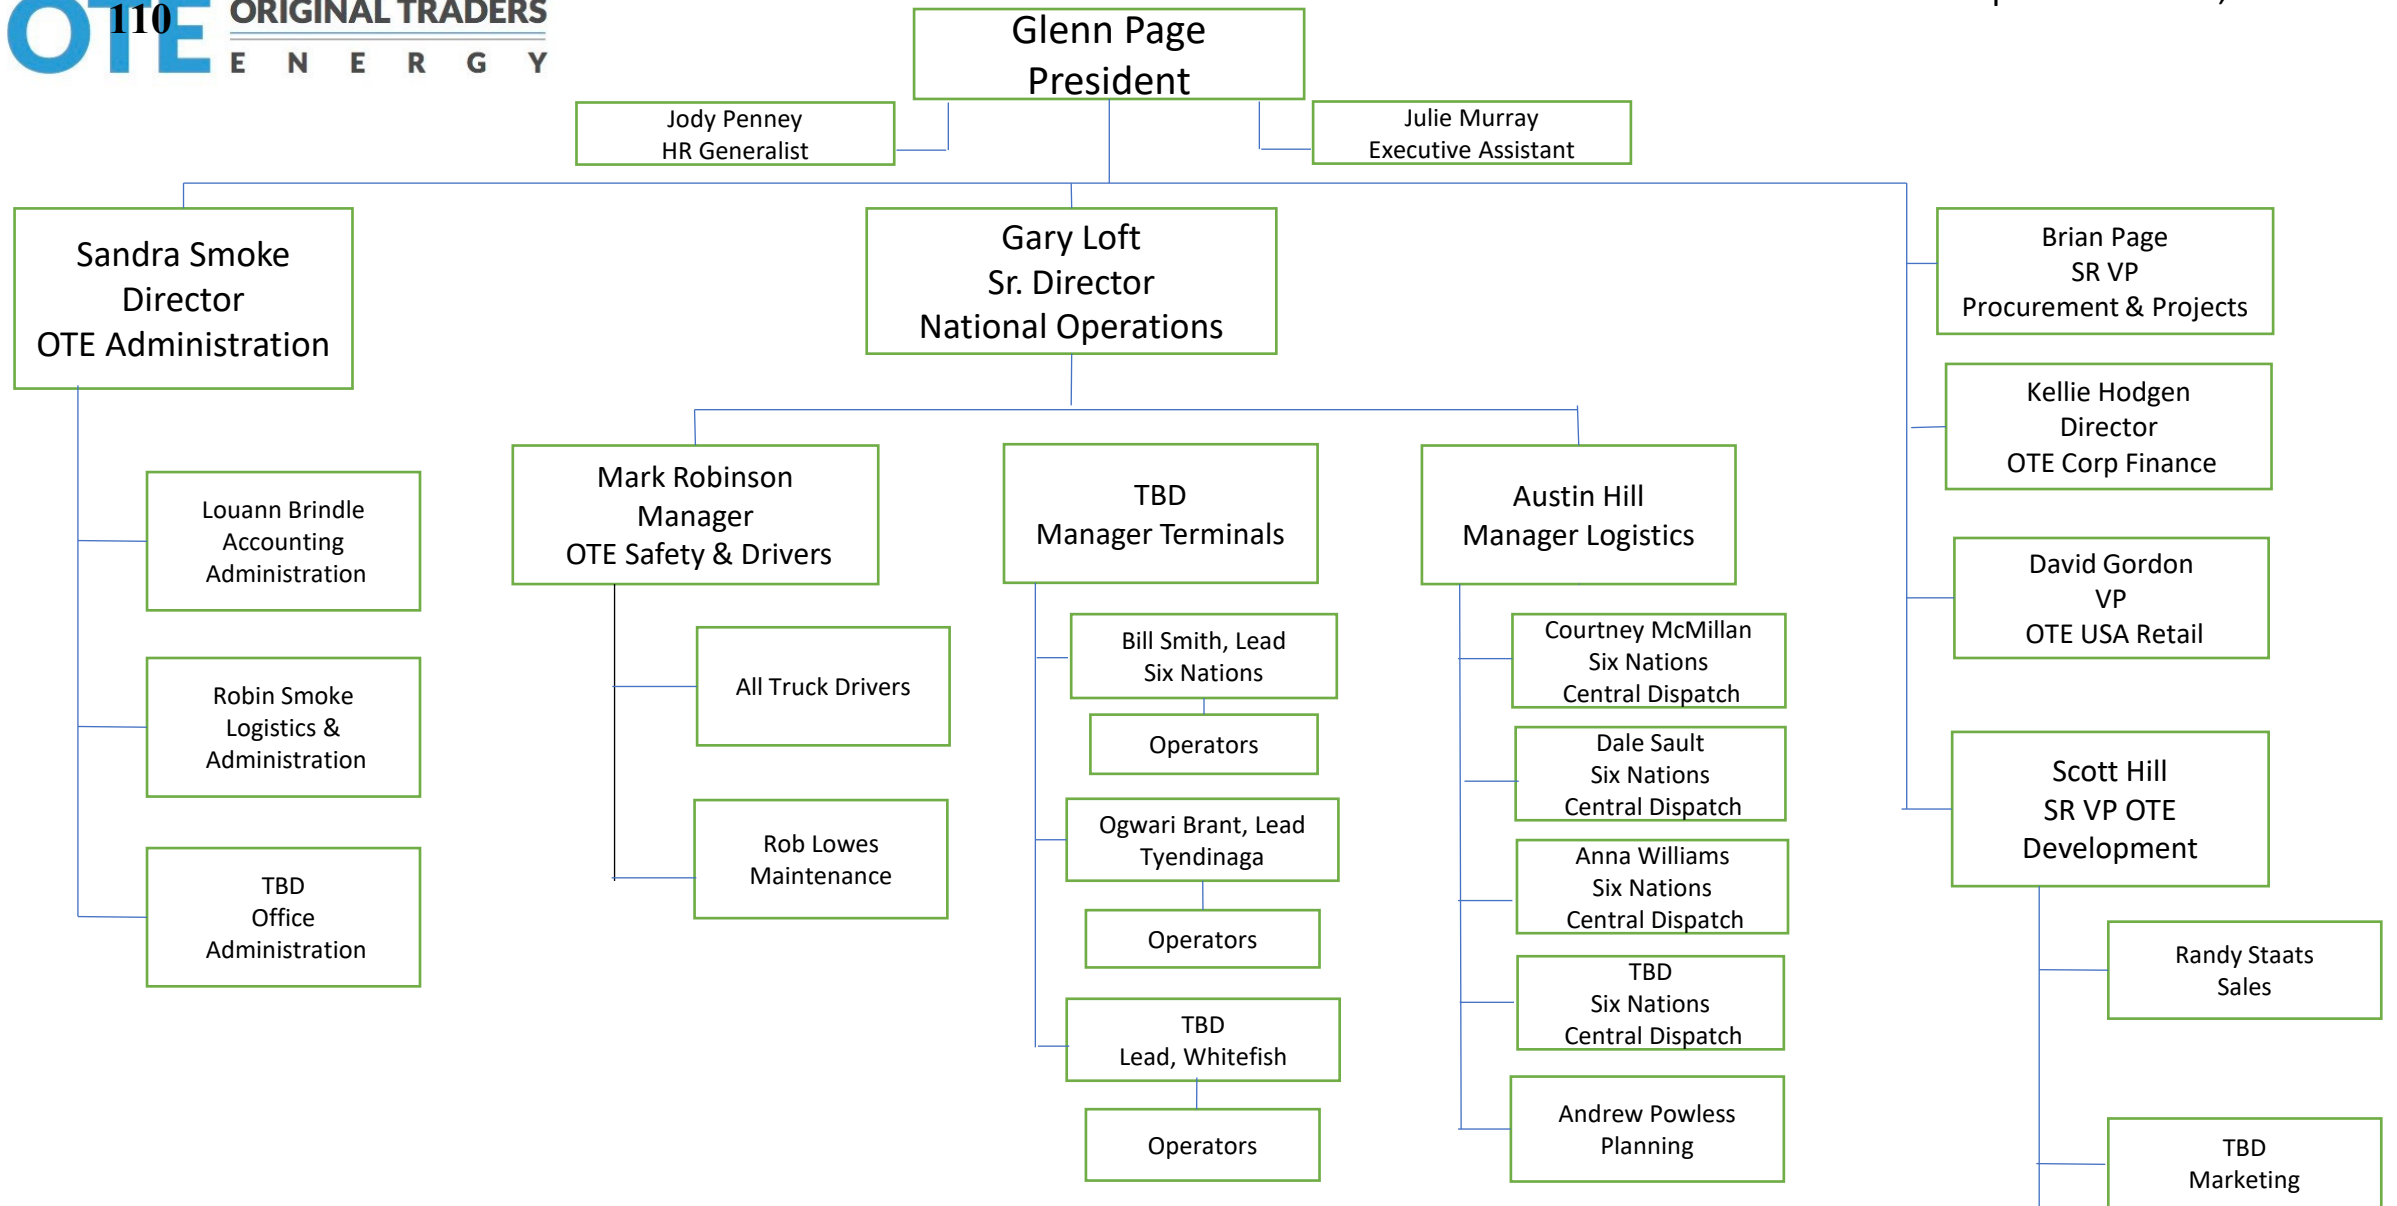 OTE
110
ORIGINAL TRADERS
ENERGY
Glenn Page
President
Jody Penney
HR Generalist
Julie Murray
Executive Assistant
Sandra Smoke
Director
OTE Administration
Gary Loft
Sr. Director
National Operations
Brian Page
SR VP
Procurement & Projects
Kellie Hodgen
Director
OTE Corp Finance
David Gordon
VP
OTE USA Retail
Scott Hill
SR VP OTE
Development
Randy Staats
Sales
TBD
Marketing
Louann Brindle
Accounting
Administration
Robin Smoke
Logistics &
Administration
TBD
Office
Administration
Mark Robinson
Manager
OTE Safety & Drivers
All Truck Drivers
Rob Lowes
Maintenance
TBD
Manager Terminals
Bill Smith, Lead
Six Nations
Operators
Ogwari Brant, Lead
Tyendinaga
Operators
TBD
Lead, Whitefish
Operators
Austin Hill
Manager Logistics
Courtney McMillan
Six Nations
Central Dispatch
Dale Sault
Six Nations
Central Dispatch
Anna Williams
Six Nations
Central Dispatch
TBD
Six Nations
Central Dispatch
Andrew Powless
Planning